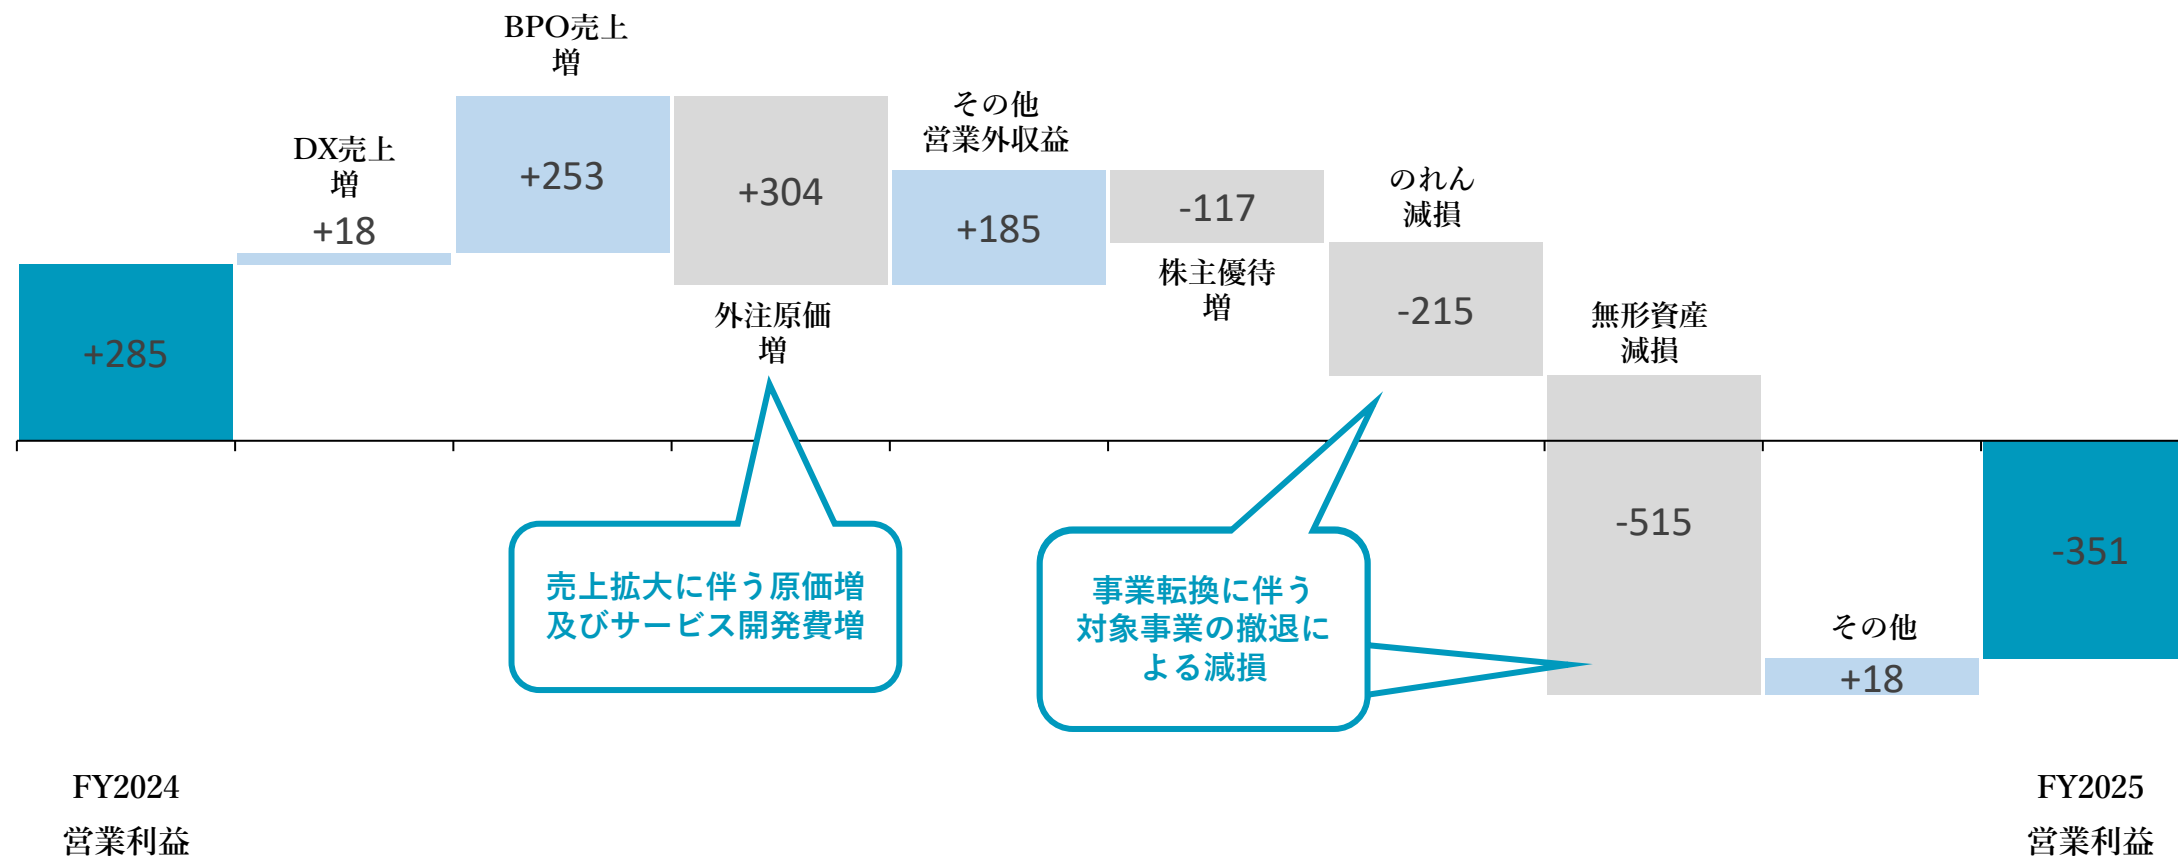 BPO売上
増
+253
DX売上
増
+18
+285
+304
外注原価
増
その他
営業外収益
+185
-117
株主優待
増
のれん
減損
-215
無形資産
減損
-515
その他
+18
-351
売上拡大に伴う原価増
及びサービス開発費増
事業転換に伴う
対象事業の撤退に
よる減損
FY2024
営業利益
FY2025
営業利益